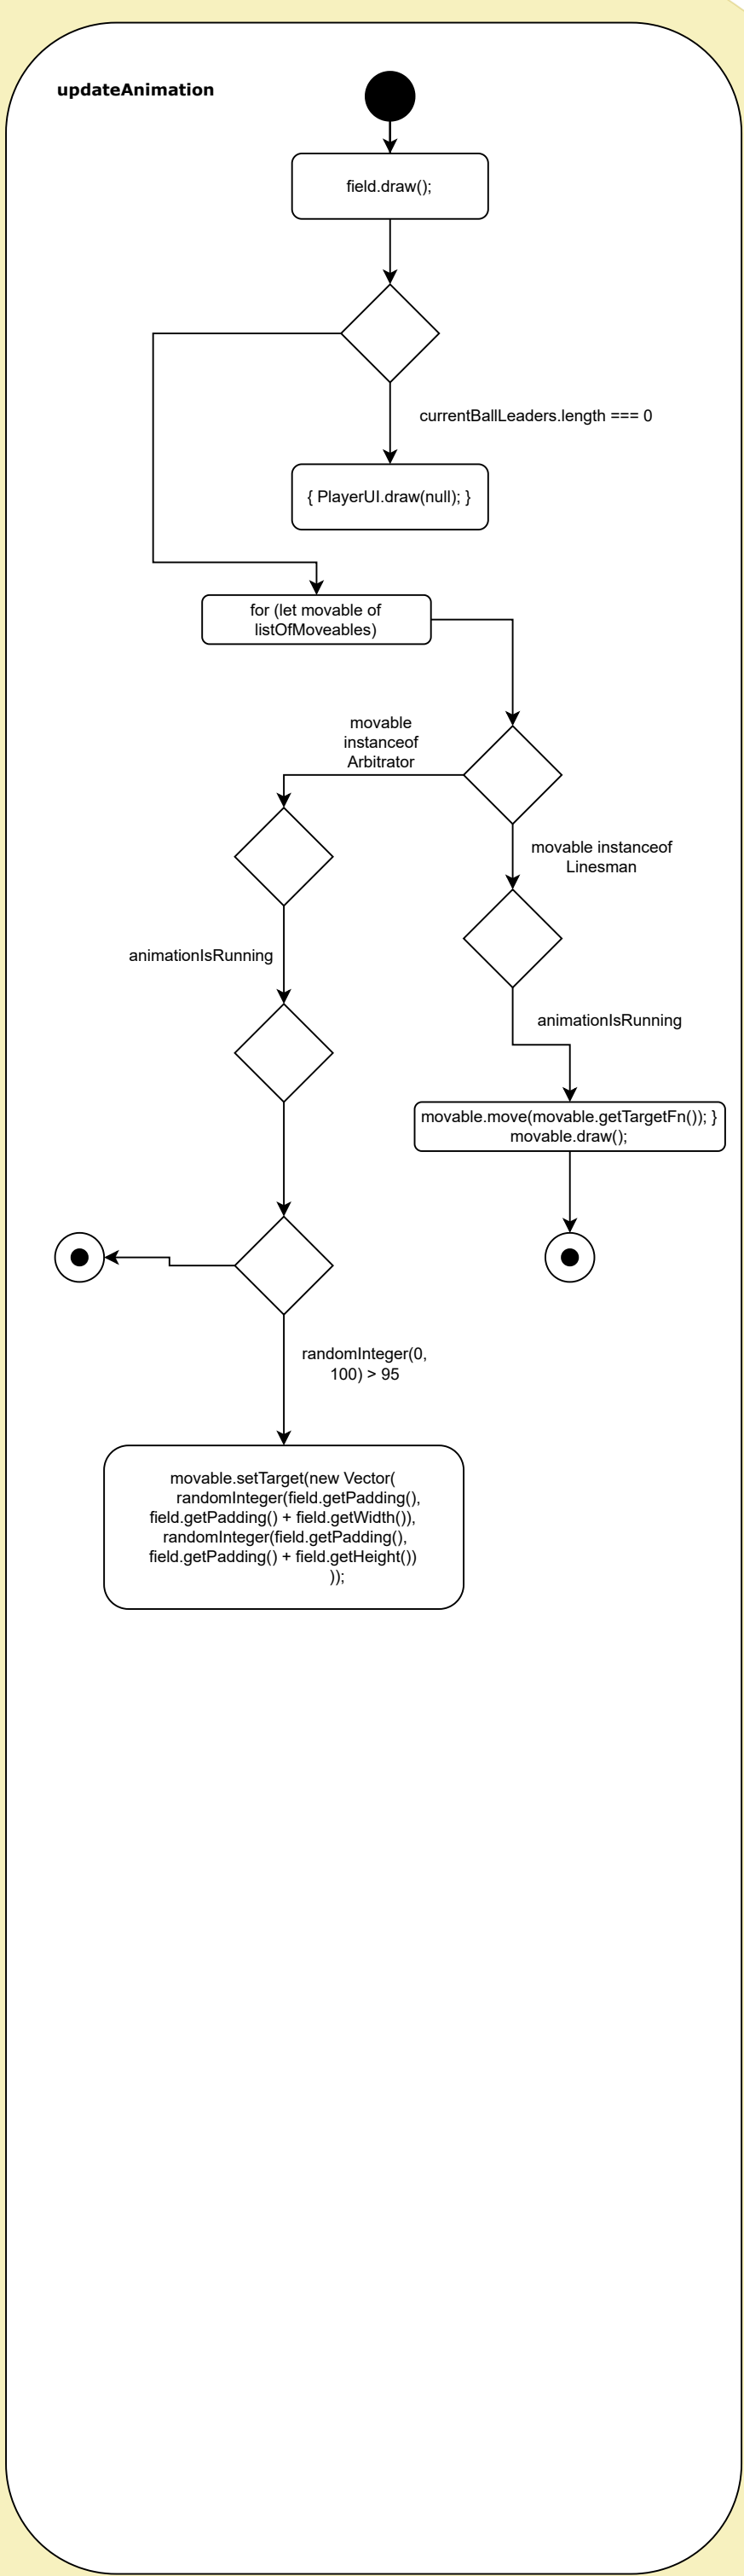 updateAnimation
field.draw();
currentBallLeaders.length === 0
{ PlayerUI.draw(null); }
for (let movable of
listOfMoveables)
movable
instanceof
Arbitrator
movable instanceof
Linesman
animationIsRunning
animationIsRunning
movable.move(movable.getTargetFn()); }
movable.draw();
randomInteger(0,
100) > 95
movable.setTarget(new Vector(
randomInteger(field.getPadding(),
field.getPadding() + field.getWidth()),
randomInteger(field.getPadding(),
field.getPadding() + field.getHeight())
));